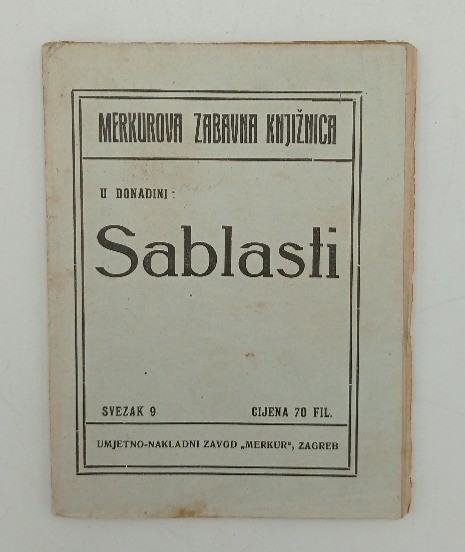 MERKUROVA ZABAVNA KNJIŽNICA
U DONADINI:
Sablasti
SVEZAK 9 CIJENA 70 FIL.
UMJETNO-NAKLADNI ZAVOD „MERKUR", ZAGREB